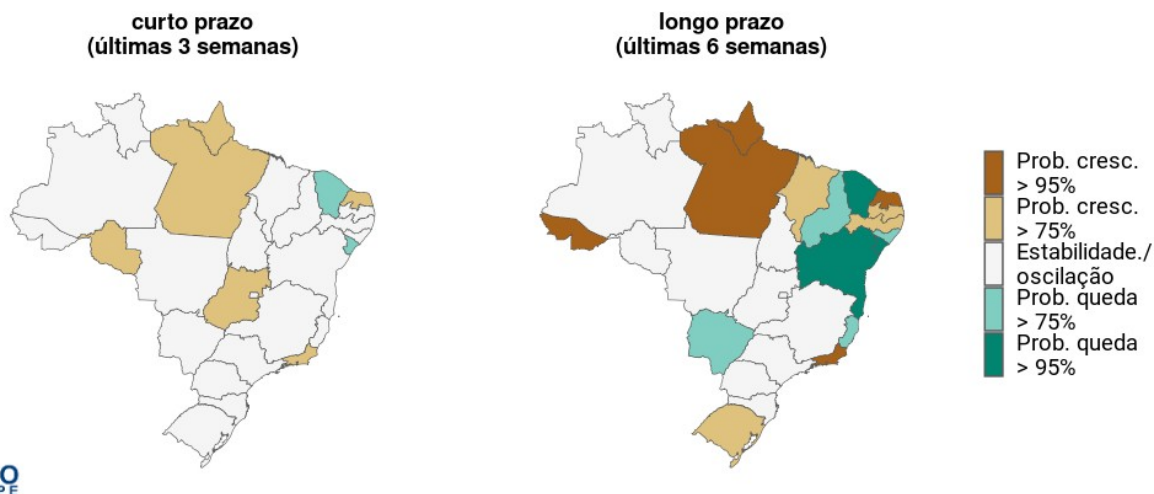 curto prazo
(últimas 3 semanas)
longo prazo
(últimas 6 semanas)
Prob. cresc.
> 95%
Prob. cresc.
> 75%
Estabilidade./
oscilação
Prob. queda
> 75%
Prob. queda
> 95%